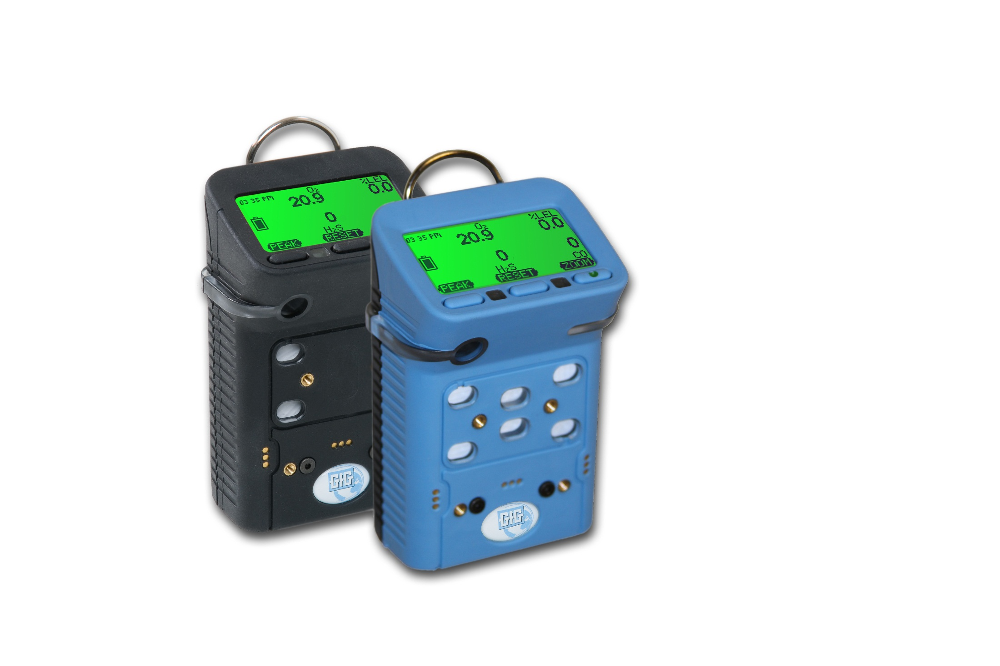 %LEL
O₂
0.0
03 35 PM
20.9
0
H₂S
RESET
PEAK
%LEL
O₂
0.0
03 35 PM
20.9
0
0
CO
H₂S
ZOOM
RESET
PEAK
GfG
GfG